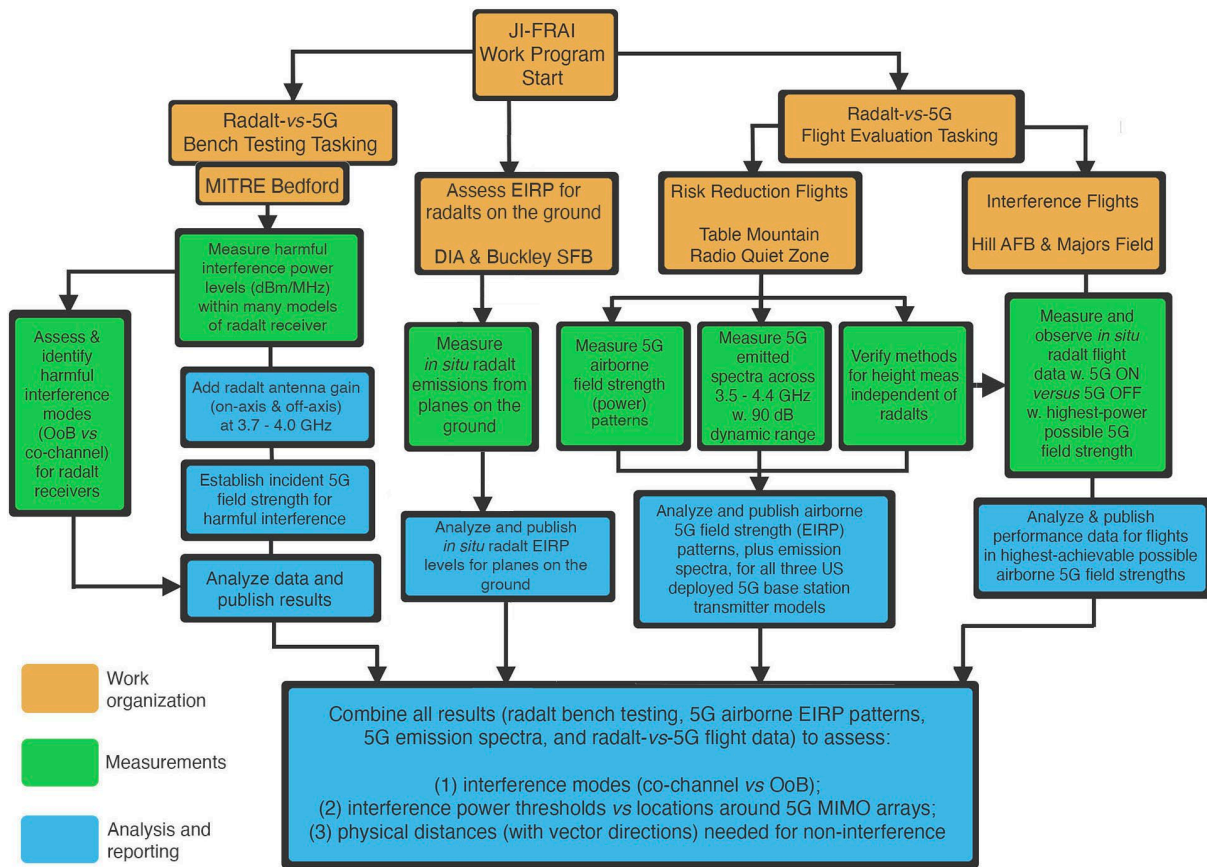 JI-FRAI
Work Program
Start
Radalt-vs-5G
Bench Testing Tasking
MITRE Bedford
Radalt-vs-5G
Flight Evaluation Tasking
Assess EIRP for
radalts on the ground
DIA & Buckley SFB
Risk Reduction Flights
Table Mountain
Radio Quiet Zone
Interference Flights
Hill AFB & Majors Field
Measure harmful
interference power
levels (dBm/MHz)
within many models
of radalt receiver
Assess &
identify
harmful
interference
modes
(OoB vs
co-channel)
for radalt
receivers
Add radalt antenna gain
(on-axis & off-axis)
at 3.7 - 4.0 GHz
Establish incident 5G
field strength for
harmful interference
Analyze data and
publish results
Measure
in situ radalt
emissions from
planes on the
ground
Analyze and publish
in situ radalt EIRP
levels for planes on the
ground
Measure 5G
airborne
field strength
(power)
patterns
Measure 5G
emitted
spectra across
3.5 - 4.4 GHz
w. 90 dB
dynamic range
Verify methods
for height meas
independent of
radalts
Measure and
observe in situ
radalt flight
data w. 5G ON
versus 5G OFF
w. highest-power
possible 5G
field strength
Analyze and publish airborne
5G field strength (EIRP)
patterns, plus emission
spectra, for all three US
deployed 5G base station
transmitter models
Analyze & publish
performance data for flights
in highest-achievable possible
airborne 5G field strengths
Work
organization
Measurements
Analysis and
reporting
Combine all results (radalt bench testing, 5G airborne EIRP patterns,
5G emission spectra, and radalt-vs-5G flight data) to assess:
(1) interference modes (co-channel vs OoB);
(2) interference power thresholds vs locations around 5G MIMO arrays;
(3) physical distances (with vector directions) needed for non-interference